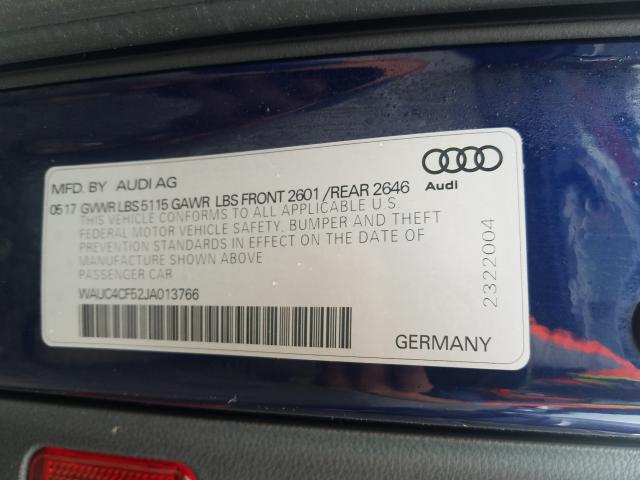 MFD. BY AUDI AG
Audi
05 17 GVWR LBS 5115 GAWR LBS FRONT 2601 /REAR 2646
THIS VEHICLE CONFORMS TO ALL APPLICABLE U.S.
FEDERAL MOTOR VEHICLE SAFETY, BUMPER AND THEFT
PREVENTION STANDARDS IN EFFECT ON THE DATE OF
MANUFACTURE SHOWN ABOVE
PASSENGER CAR
WAUC4CF52JA013766
2322004
GERMANY